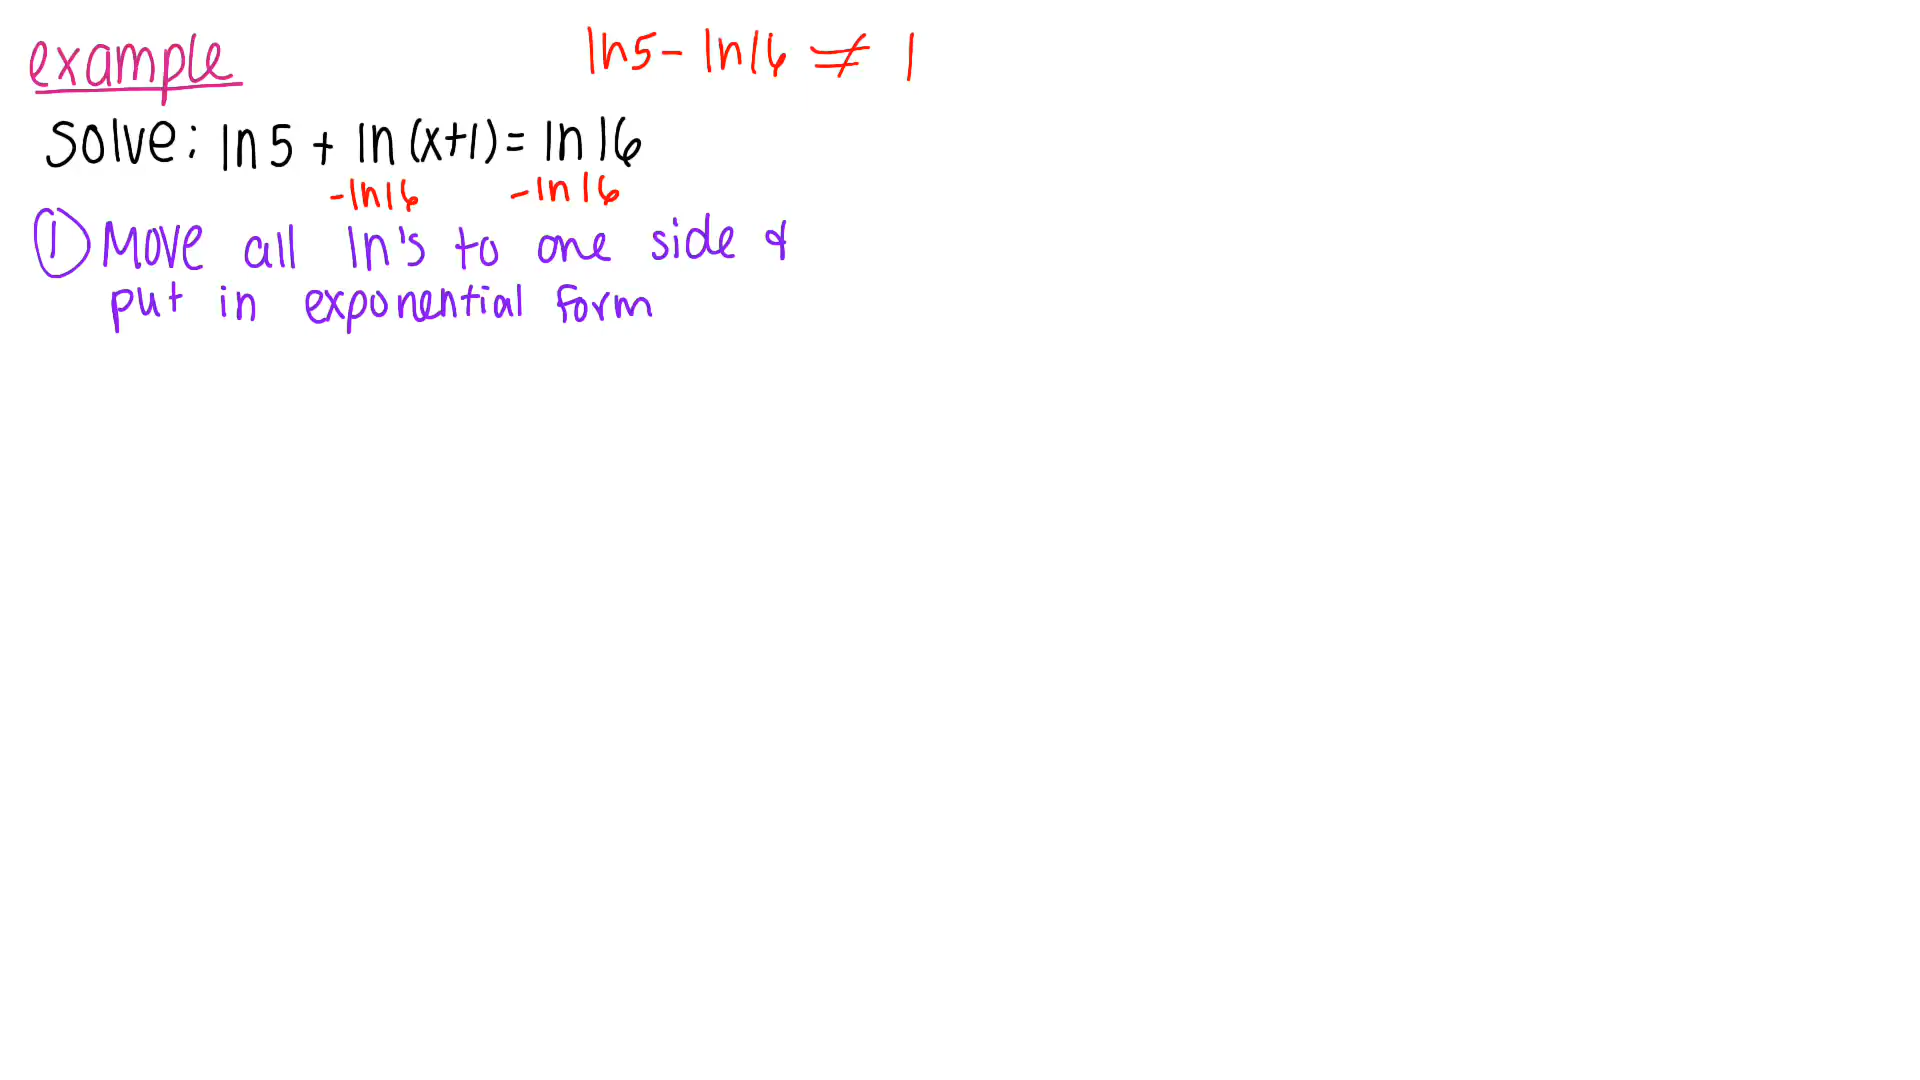 example
ln5 - ln16 ≠ 1
Solve: ln 5 + ln (x+1) = ln 16
-ln16 -ln16
① Move all ln's to one side &
put in exponential form